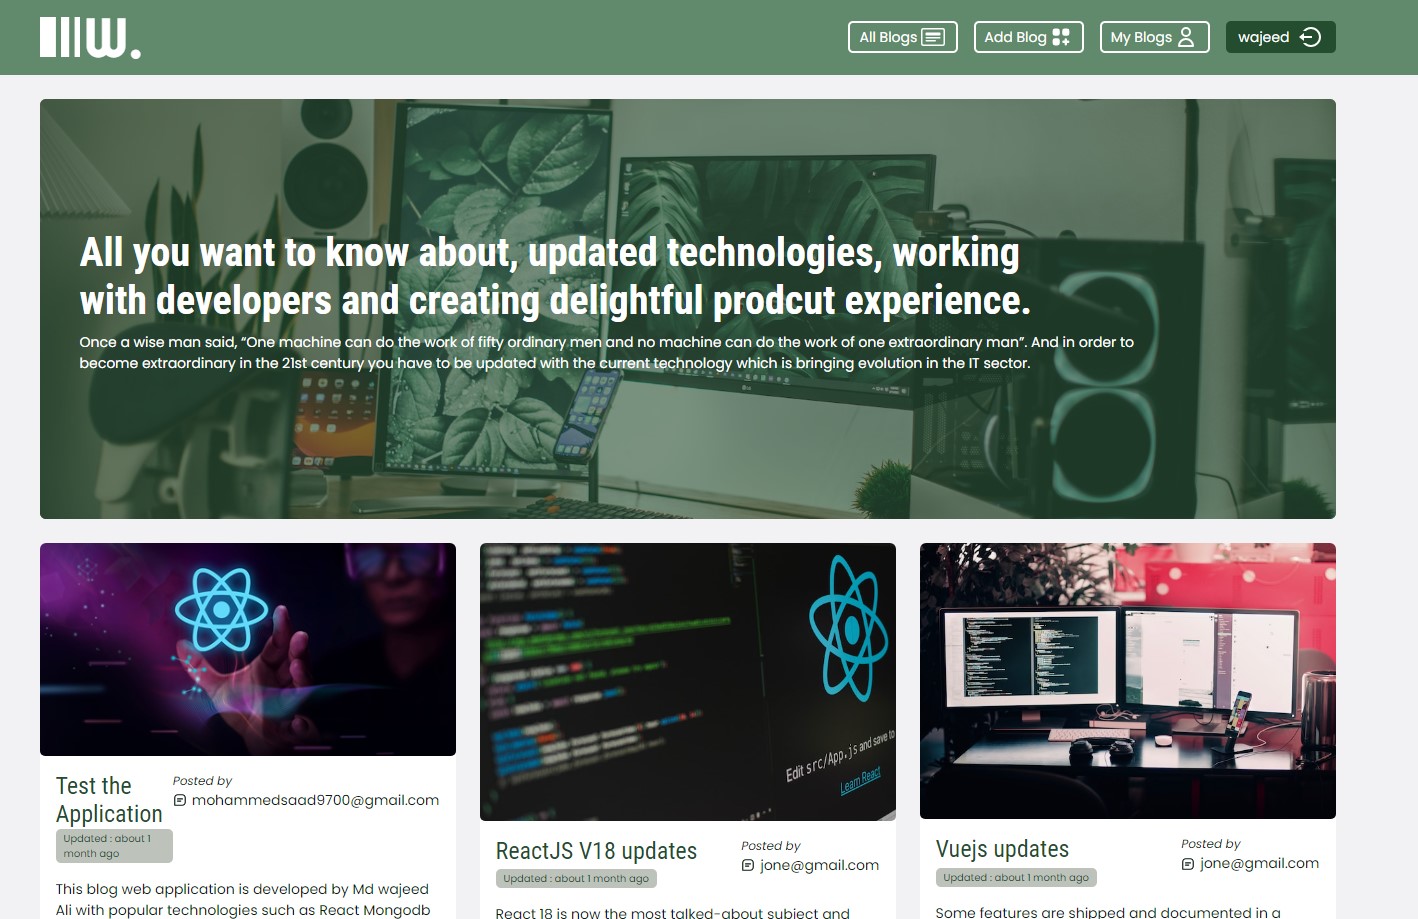 W.
All Blogs
Add Blog
My Blogs
wajeed
All you want to know about, updated technologies, working
with developers and creating delightful prodcut experience.
Once a wise man said, “One machine can do the work of fifty ordinary men and no machine can do the work of one extraordinary man”. And in order to
become extraordinary in the 21st century you have to be updated with the current technology which is bringing evolution in the IT sector.
Test the
Application
Posted by
mohammedsaad9700@gmail.com
Updated : about 1
month ago
This blog web application is developed by Md wajeed
Ali with popular technologies such as React Mongodb
Edit src/App.js and save to
Learn React
ReactJS V18 updates
Posted by
jone@gmail.com
Updated : about 1 month ago
React 18 is now the most talked-about subject and
Vuejs updates
Posted by
jone@gmail.com
Updated : about 1 month ago
Some features are shipped and documented in a